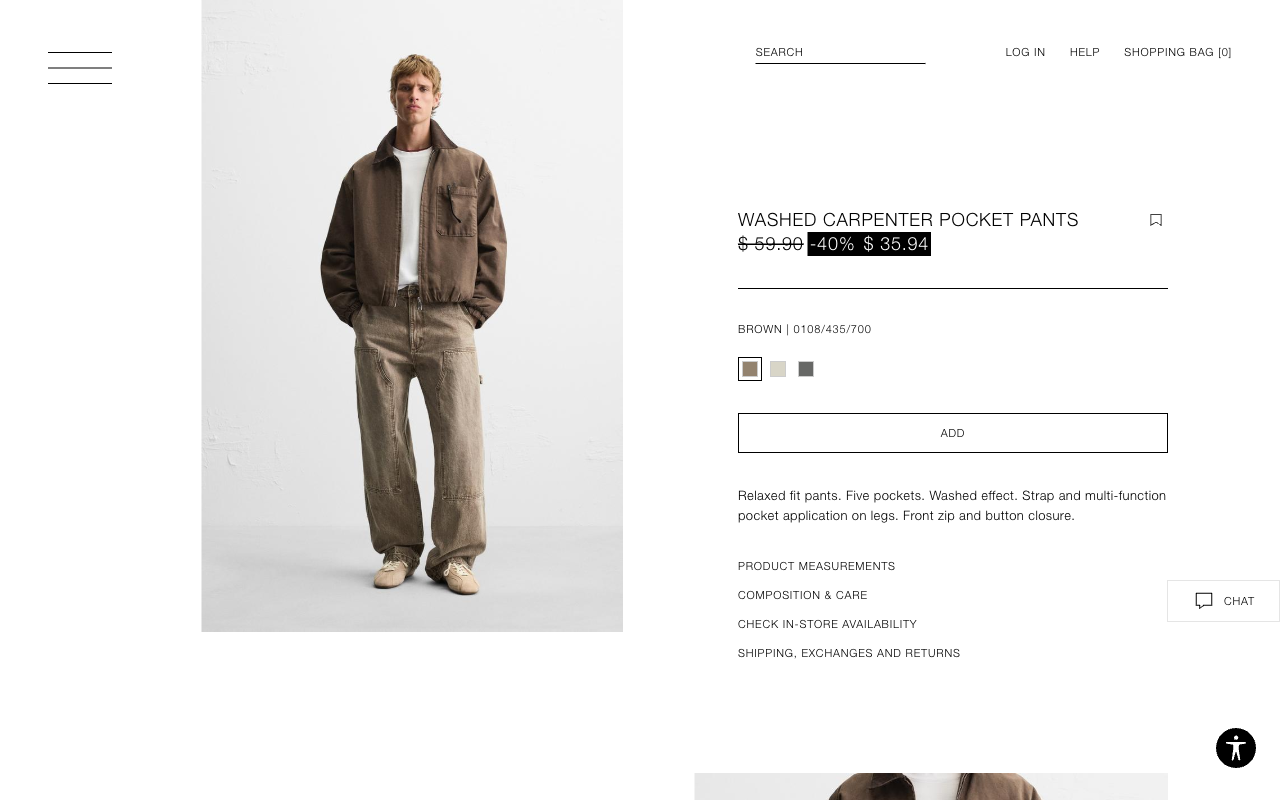 SEARCH
LOG IN
HELP
SHOPPING BAG [0]
WASHED CARPENTER POCKET PANTS
$ 59.90 -40% $ 35.94
BROWN | 0108/435/700
ADD
Relaxed fit pants. Five pockets. Washed effect. Strap and multi-function
pocket application on legs. Front zip and button closure.
PRODUCT MEASUREMENTS
COMPOSITION & CARE
CHECK IN-STORE AVAILABILITY
SHIPPING, EXCHANGES AND RETURNS
CHAT